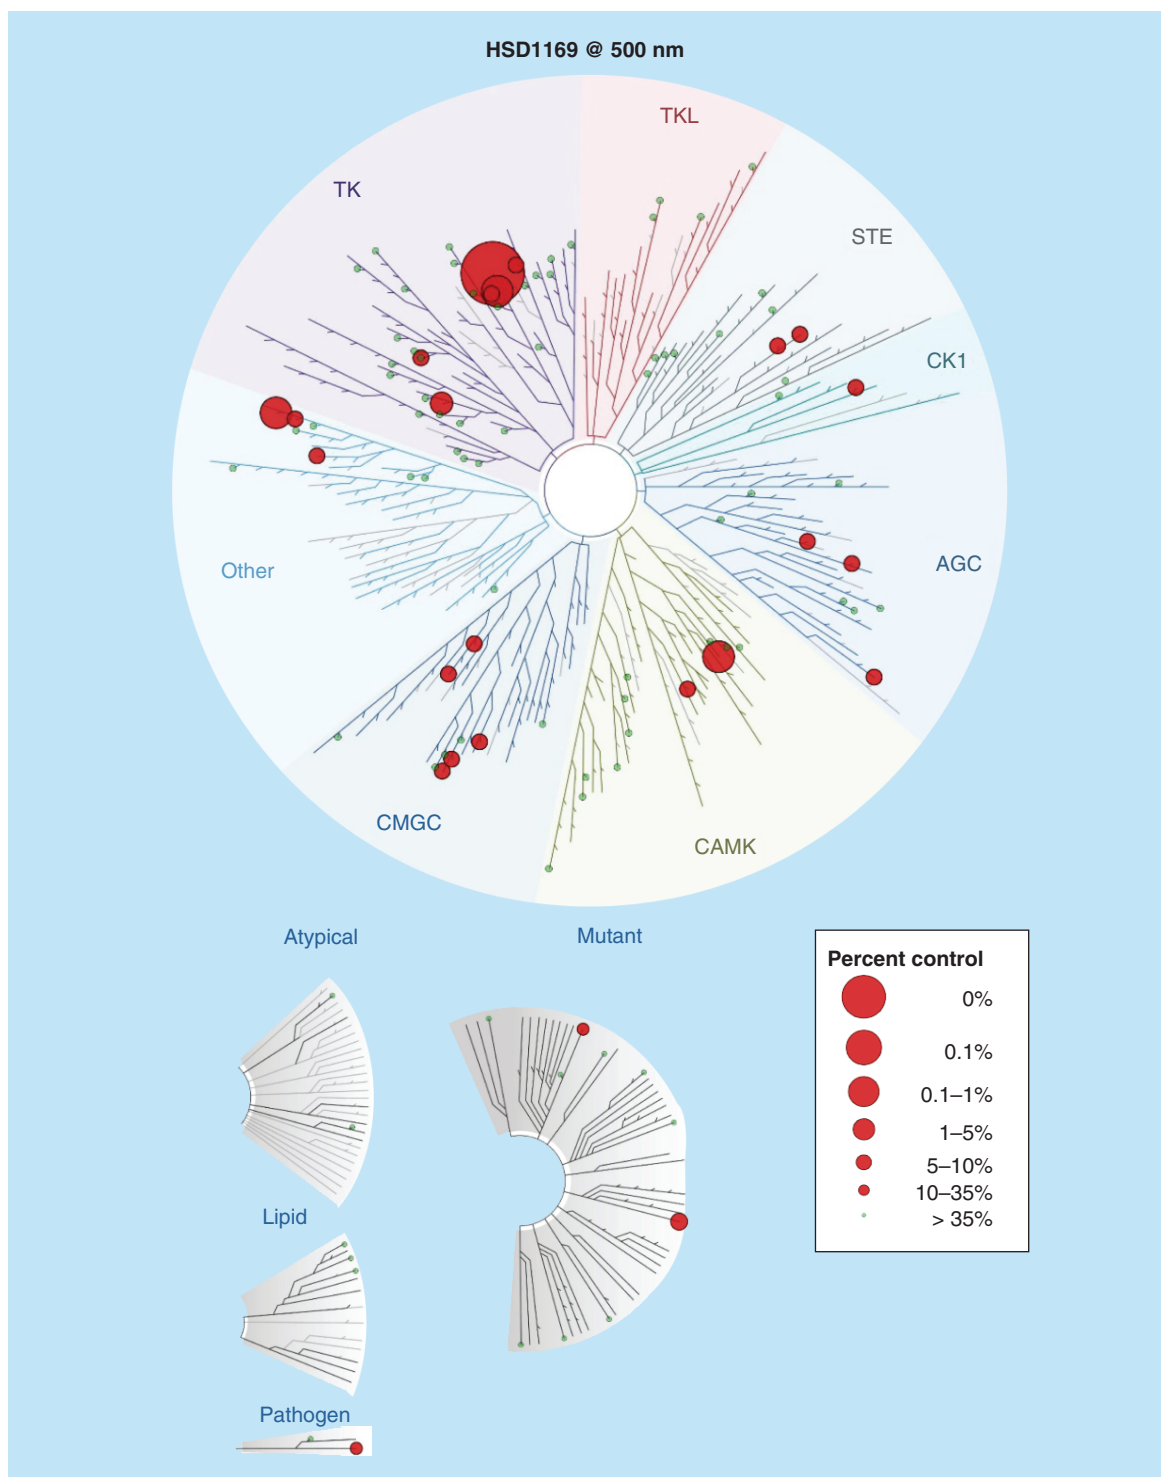 HSD1169 @ 500 nm
TKL
TK
STE
CK1
AGC
Other
CMGC
CAMK
Atypical
Mutant
Lipid
Pathogen
Percent control
0%
0.1%
0.1–1%
1–5%
5–10%
10–35%
> 35%